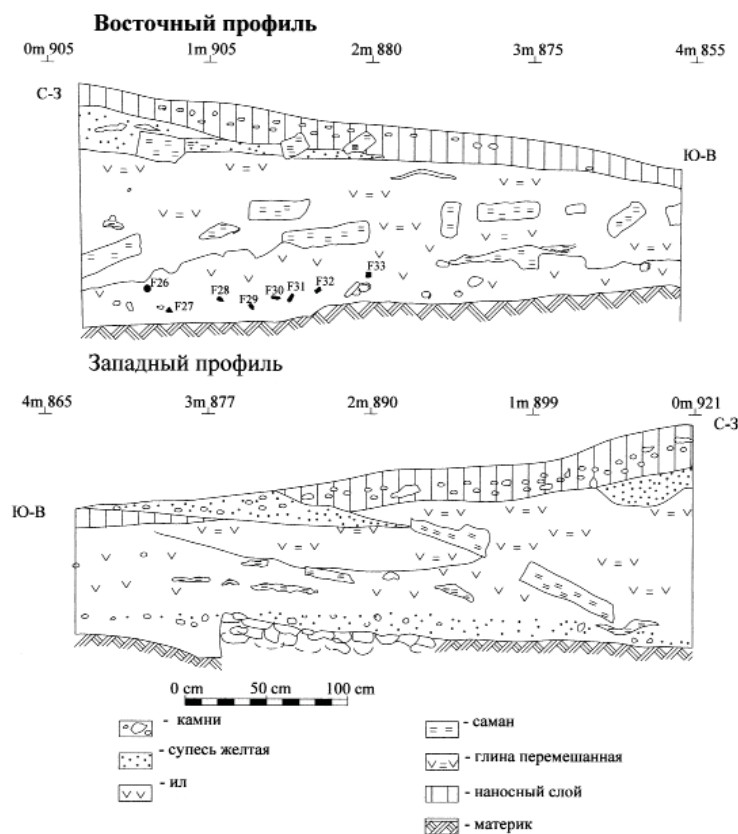 Восточный профиль
0m 905 1m 905 2m 880 3m 875 4m 855
С-З
Ю-В
F33
F26 F28 F30 F31 F32
F27 F29
Западный профиль
4m 865 3m 877 2m 890 1m 899 0m 921
С-З
Ю-В
0 cm 50 cm 100 cm
- камни
- супесь желтая
- ил
- саман
- глина перемешанная
- наносный слой
- материк